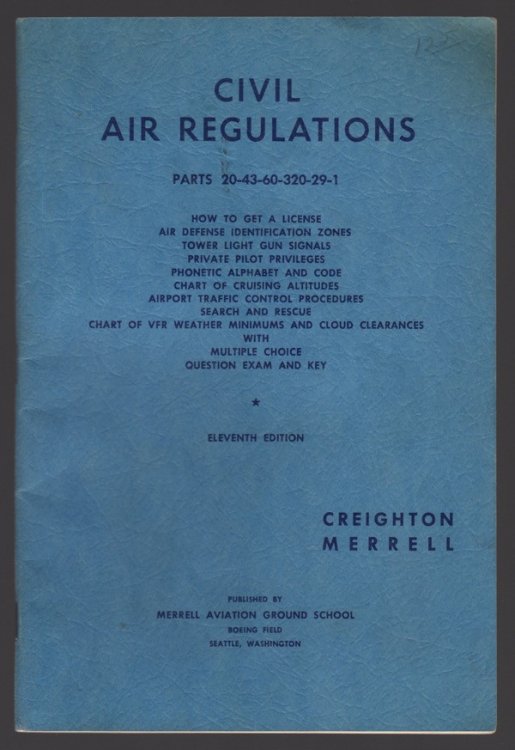 CIVIL
AIR REGULATIONS
PARTS 20-43-60-320-29-1
HOW TO GET A LICENSE
AIR DEFENSE IDENTIFICATION ZONES
TOWER LIGHT GUN SIGNALS
PRIVATE PILOT PRIVILEGES
PHONETIC ALPHABET AND CODE
CHART OF CRUISING ALTITUDES
AIRPORT TRAFFIC CONTROL PROCEDURES
SEARCH AND RESCUE
CHART OF VFR WEATHER MINIMUMS AND CLOUD CLEARANCES
WITH
MULTIPLE CHOICE
QUESTION EXAM AND KEY
★
ELEVENTH EDITION
CREIGHTON
MERRELL
PUBLISHED BY
MERRELL AVIATION GROUND SCHOOL
BOEING FIELD
SEATTLE, WASHINGTON